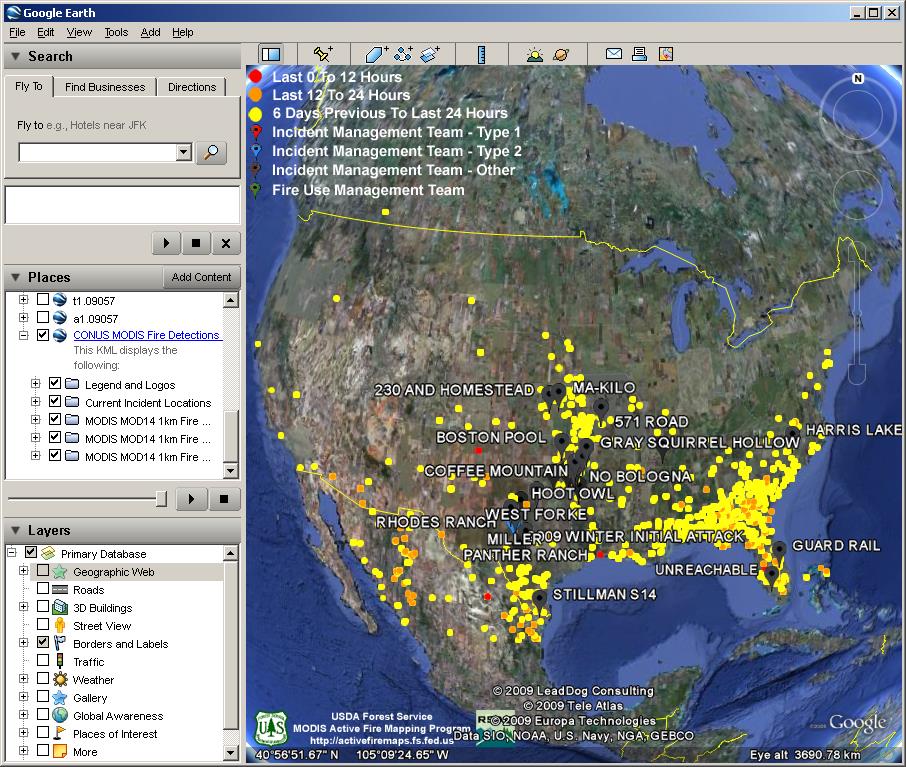 Google Earth
File Edit View Tools Add Help
Search
Fly To Find Businesses Directions
Fly to e.g., Hotels near JFK
Places
Add Content
t1.09057
a1.09057
CONUS MODIS Fire Detections
This KML displays the
following:
Legend and Logos
Current Incident Locations
MODIS MOD14 1km Fire ...
MODIS MOD14 1km Fire ...
MODIS MOD14 1km Fire ...
Layers
Primary Database
Geographic Web
Roads
3D Buildings
Street View
Borders and Labels
Traffic
Weather
Gallery
Global Awareness
Places of Interest
More
Last 0 To 12 Hours
Last 12 To 24 Hours
6 Days Previous To Last 24 Hours
Incident Management Team - Type 1
Incident Management Team - Type 2
Incident Management Team - Other
Fire Use Management Team
N
230 AND HOMESTEAD
MA-KILO
571 ROAD
HARRIS LAKE
BOSTON POOL
GRAY SQUIRREL HOLLOW
COFFEE MOUNTAIN
NO BOLOGNA
HOOT OWL
WEST FORKE
RHODES RANCH
MILLER
09 WINTER INITIAL ATTACK
PANTHER RANCH
GUARD RAIL
UNREACHABLE
STILLMAN S14
© 2009 LeadDog Consulting
© 2009 Tele Atlas
© 2009 Europa Technologies
Data SIO, NOAA, U.S. Navy, NGA, GEBCO
USDA Forest Service
MODIS Active Fire Mapping Program
http://activefiremaps.fs.fed.us
UAS
©2009 Google
40°56'51.67" N 105°09'24.65" W
Eye alt 3690.78 km